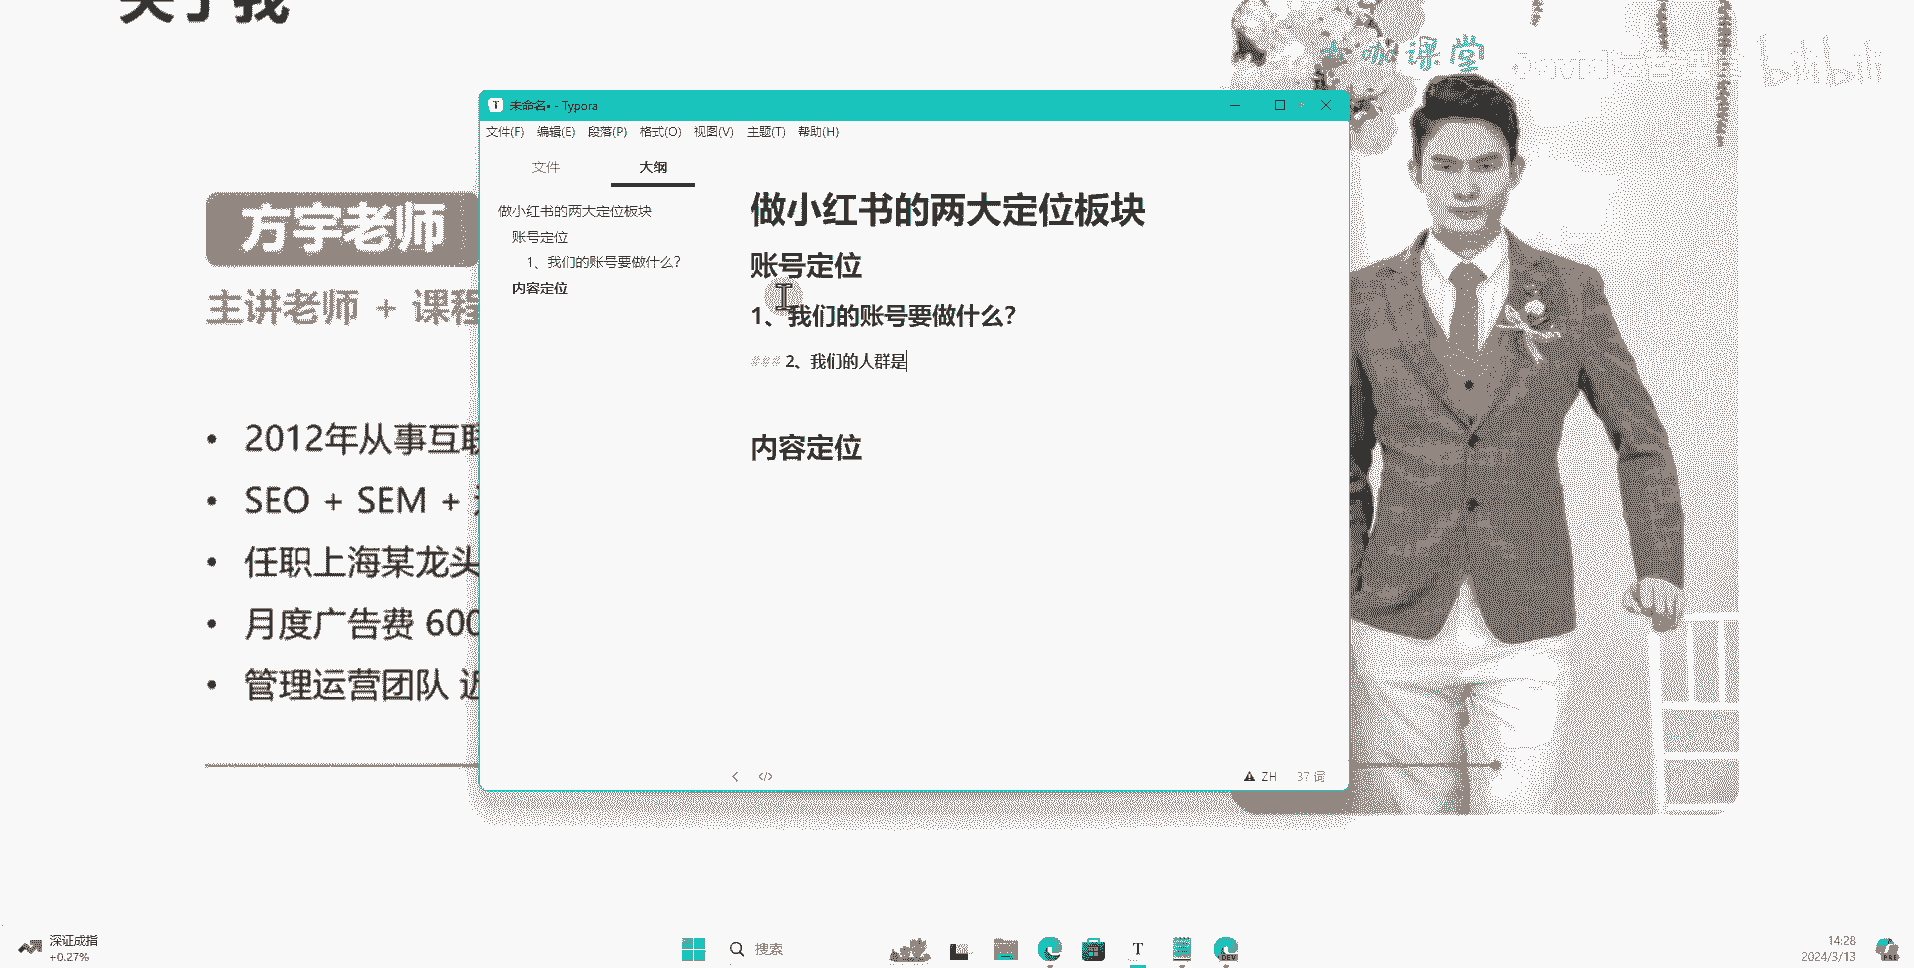 关于我
课堂
bilibili
未命名• - Typora
文件(F) 编辑(E) 段落(P) 格式(O) 视图(V) 主题(T) 帮助(H)
文件 大纲
做小红书的两大定位板块
账号定位
1、我们的账号要做什么？
内容定位
做小红书的两大定位板块
账号定位
1、我们的账号要做什么？
### 2、我们的人群是
内容定位
ZH 37 词
方宇老师
主讲老师 + 课程
• 2012年从事互联
• SEO + SEM +
• 任职上海某龙头
• 月度广告费 600
• 管理运营团队 近
深证成指
+0.27%
搜索
T
DEV
14:28
2024/3/13
PRE